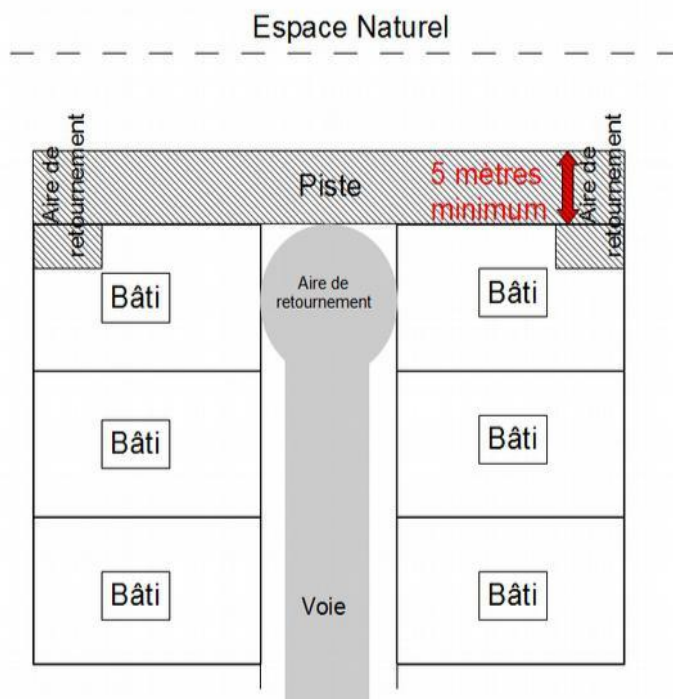 Espace Naturel
Aire de
retournement
Piste
5 mètres
minimum
Aire de
retournement
Aire de
retournement
Bâti
Bâti
Bâti
Bâti
Bâti
Bâti
Voie